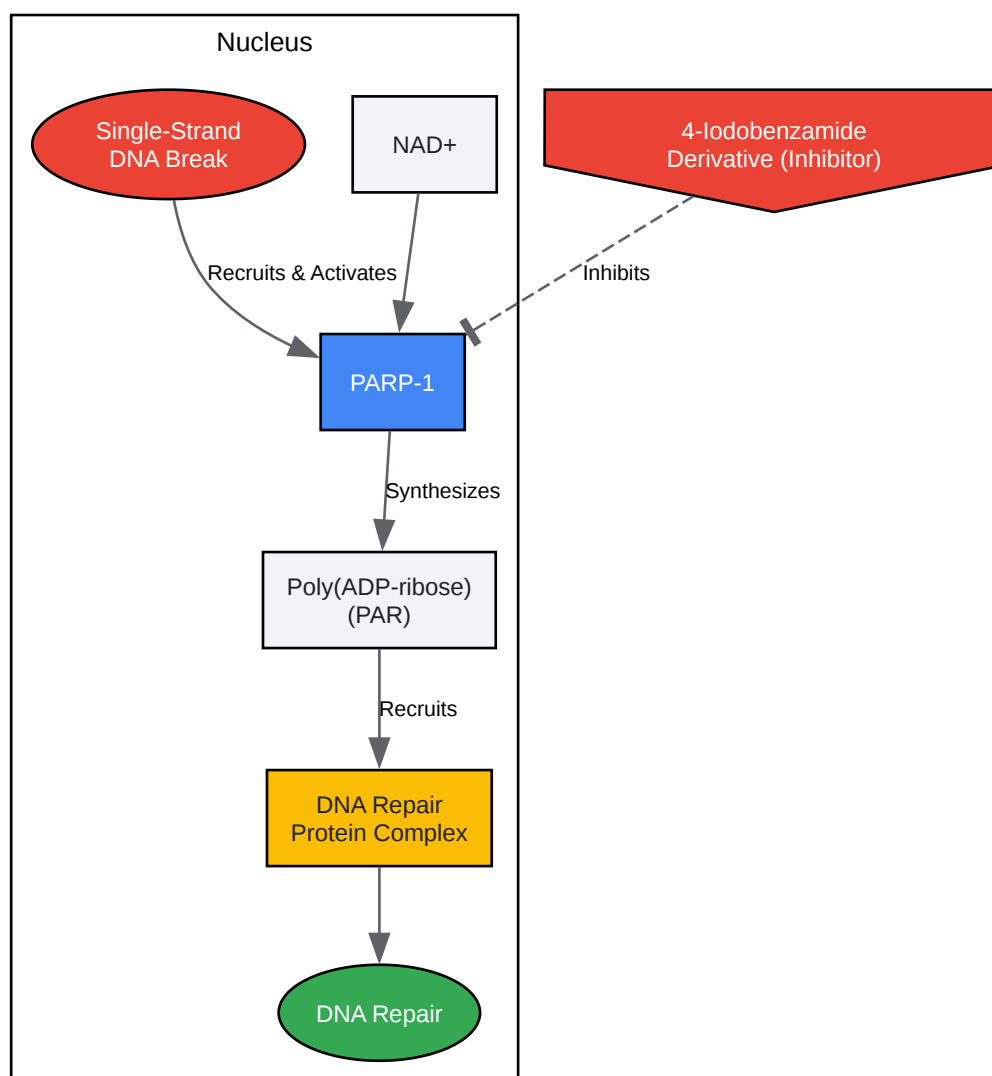 Nucleus
Single-Strand
DNA Break
NAD+
4-Iodobenzamide
Derivative (Inhibitor)
Recruits & Activates
Inhibits
PARP-1
Synthesizes
Poly(ADP-ribose)
(PAR)
Recruits
DNA Repair
Protein Complex
DNA Repair